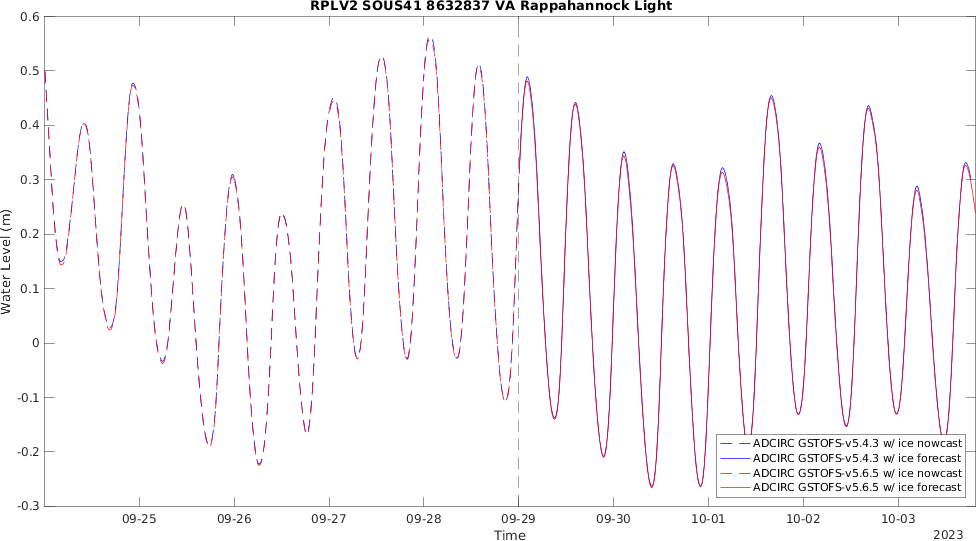 RPLV2 SOUS41 8632837 VA Rappahannock Light
0.6
0.5
0.4
0.3
0.2
0.1
0
-0.1
-0.2
-0.3
Water Level (m)
ADCIRC GSTOFS-v5.4.3 w/ ice nowcast
ADCIRC GSTOFS-v5.4.3 w/ ice forecast
ADCIRC GSTOFS-v5.6.5 w/ ice nowcast
ADCIRC GSTOFS-v5.6.5 w/ ice forecast
09-25 09-26 09-27 09-28 09-29 09-30 10-01 10-02 10-03
Time
2023